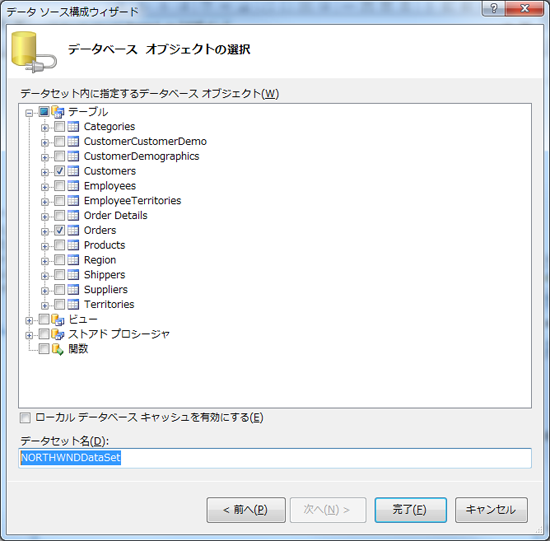 データ ソース構成ウィザード
データベース オブジェクトの選択
データセット内に指定するデータベース オブジェクト(W)
テーブル
Categories
CustomerCustomerDemo
CustomerDemographics
Customers
Employees
EmployeeTerritories
Order Details
Orders
Products
Region
Shippers
Suppliers
Territories
ビュー
ストアド プロシージャ
関数
ローカル データベース キャッシュを有効にする(E)
データセット名(D):
NORTHWNDDataSet
< 前へ(P)
次へ(N) >
完了(F)
キャンセル